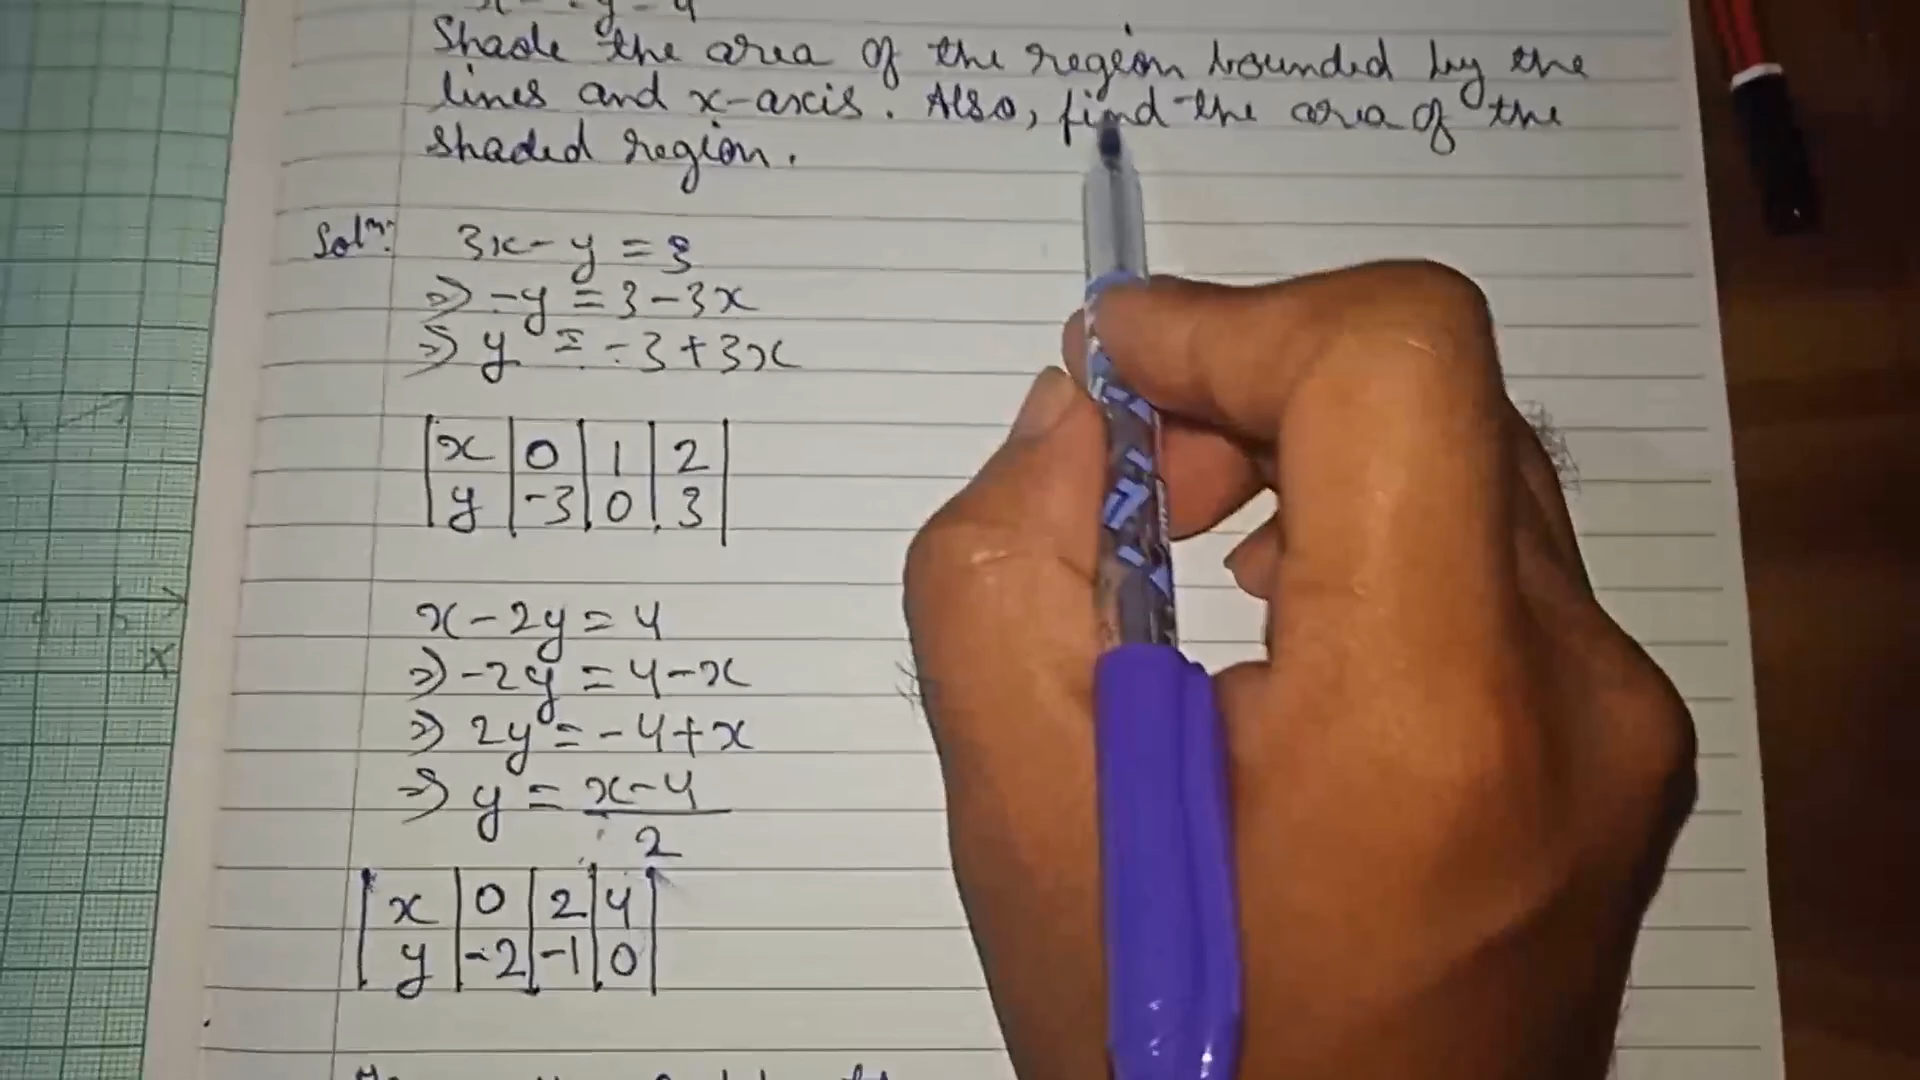 x - 2y = 4
Shade the area of the region bounded by the
lines and x-axis. Also, find the area of the
shaded region.
Solⁿ: 3x - y = 3
⇒ -y = 3 - 3x
⇒ y = -3 + 3x
x | 0 | 1 | 2
y | -3 | 0 | 3
x - 2y = 4
⇒ -2y = 4 - x
⇒ 2y = -4 + x
⇒ y = x - 4
2
x | 0 | 2 | 4
y | -2 | -1 | 0
X